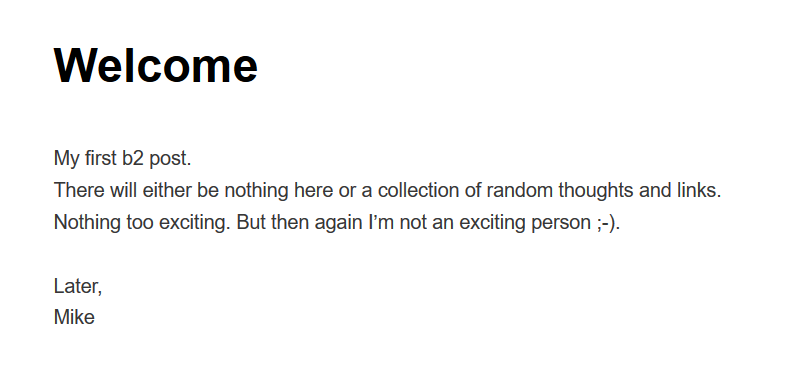 Welcome
My first b2 post.
There will either be nothing here or a collection of random thoughts and links.
Nothing too exciting. But then again I’m not an exciting person ;-).
Later,
Mike